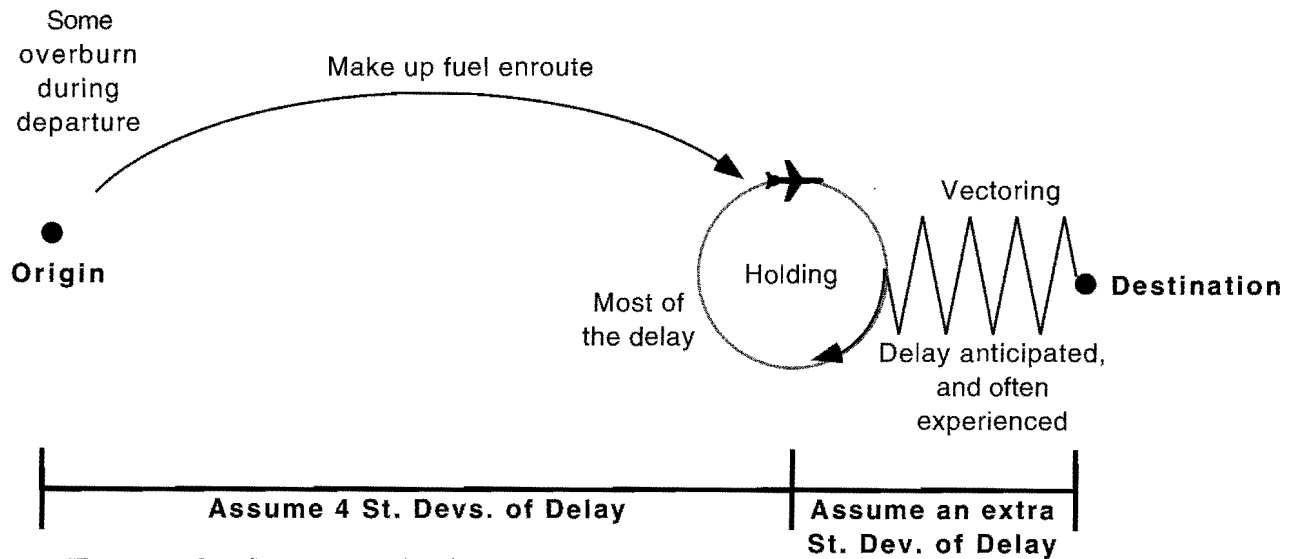 Some
overburn
during
departure
Make up fuel enroute
Origin
Vectoring
Holding
Destination
Most of
the delay
Delay anticipated,
and often
experienced
Assume 4 St. Devs. of Delay
Assume an extra
St. Dev. of Delay